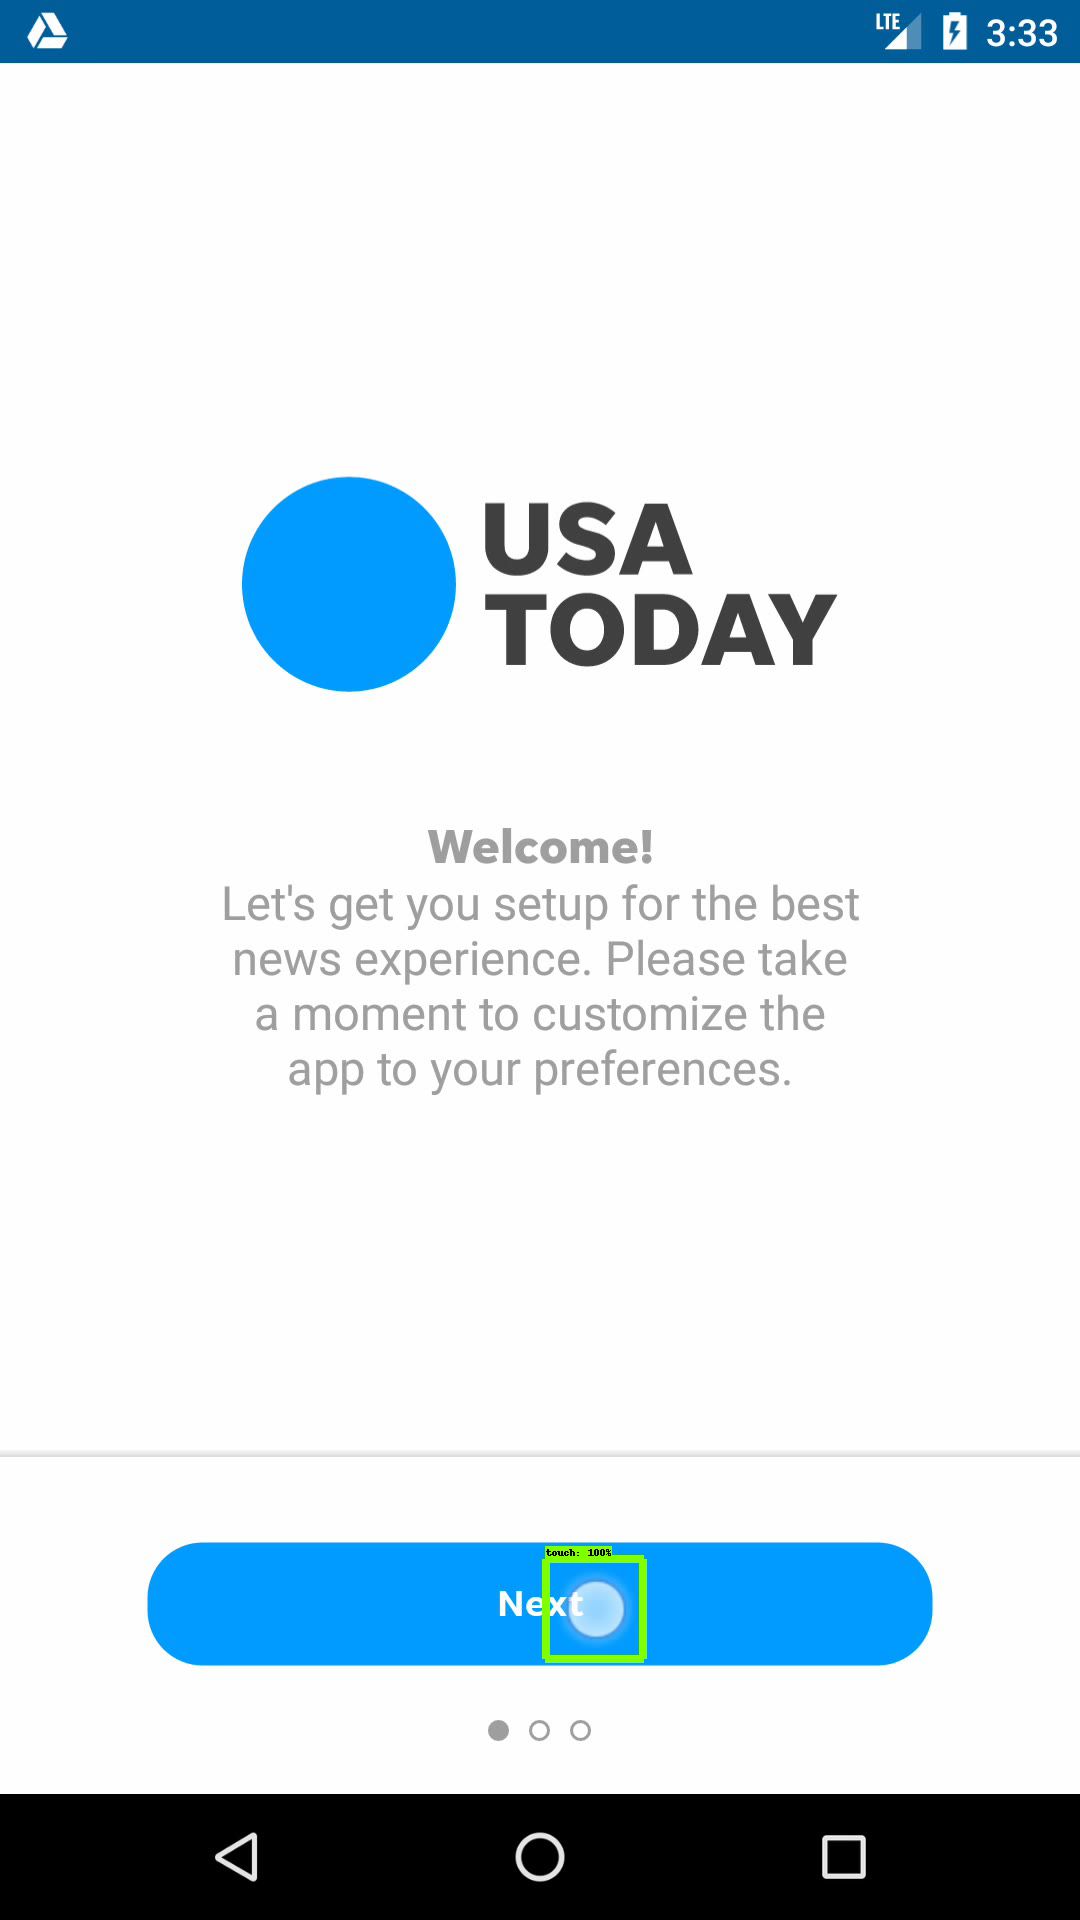 LTE 3:33
USA
TODAY
Welcome!
Let's get you setup for the best
news experience. Please take
a moment to customize the
app to your preferences.
touch: 100%
Next